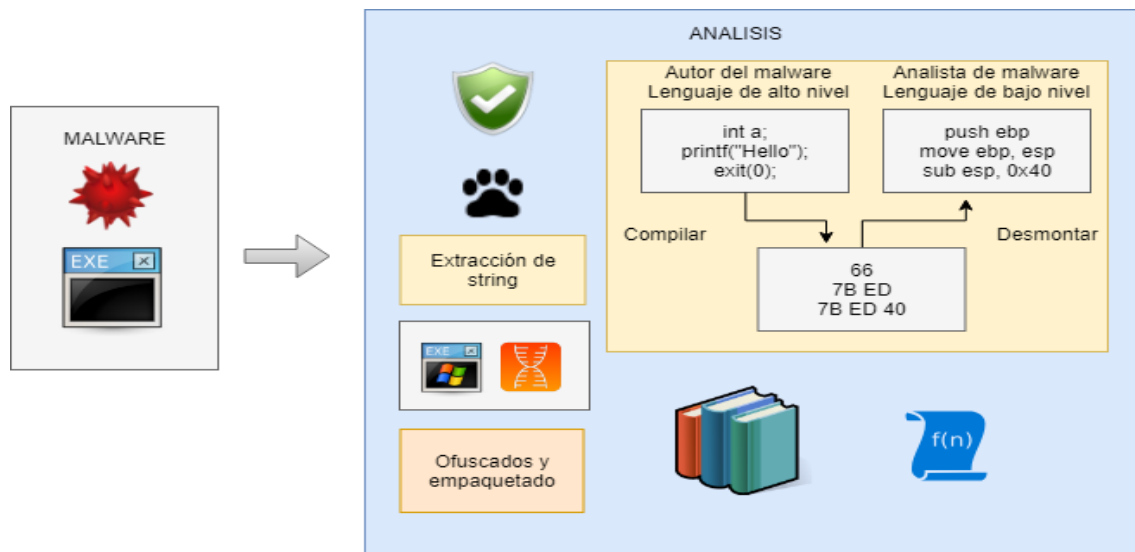 ANALISIS
MALWARE
EXE
Extracción de
string
EXE
Ofuscados y
empaquetado
Autor del malware
Lenguaje de alto nivel
int a;
printf("Hello");
exit(0);
Analista de malware
Lenguaje de bajo nivel
push ebp
move ebp, esp
sub esp, 0x40
Compilar
Desmontar
66
7B ED
7B ED 40
f(n)